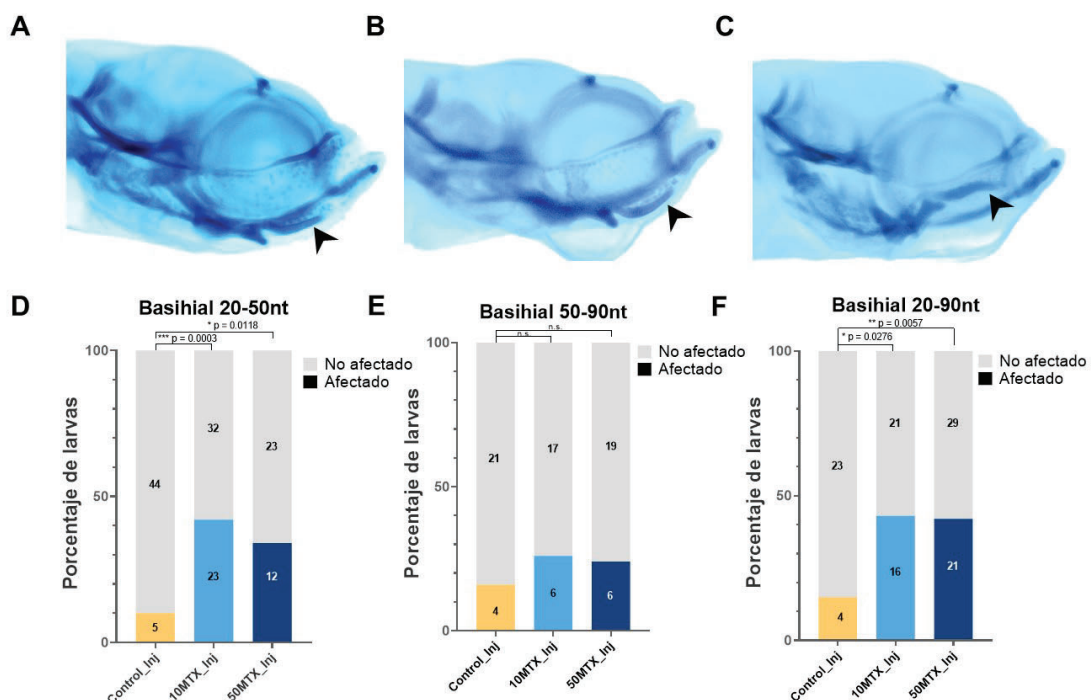 A
B
C
D
Basihial 20-50nt
* p = 0.0118
*** p = 0.0003
No afectado
Afectado
Porcentaje de larvas
100
50
0
44
5
32
23
23
12
Control_Inj
10MTX_Inj
50MTX_Inj
E
Basihial 50-90nt
n.s.
n.s.
No afectado
Afectado
Porcentaje de larvas
100
50
0
21
4
17
6
19
6
Control_Inj
10MTX_Inj
50MTX_Inj
F
Basihial 20-90nt
** p = 0.0057
* p = 0.0276
No afectado
Afectado
Porcentaje de larvas
100
50
0
23
4
21
16
29
21
Control_Inj
10MTX_Inj
50MTX_Inj